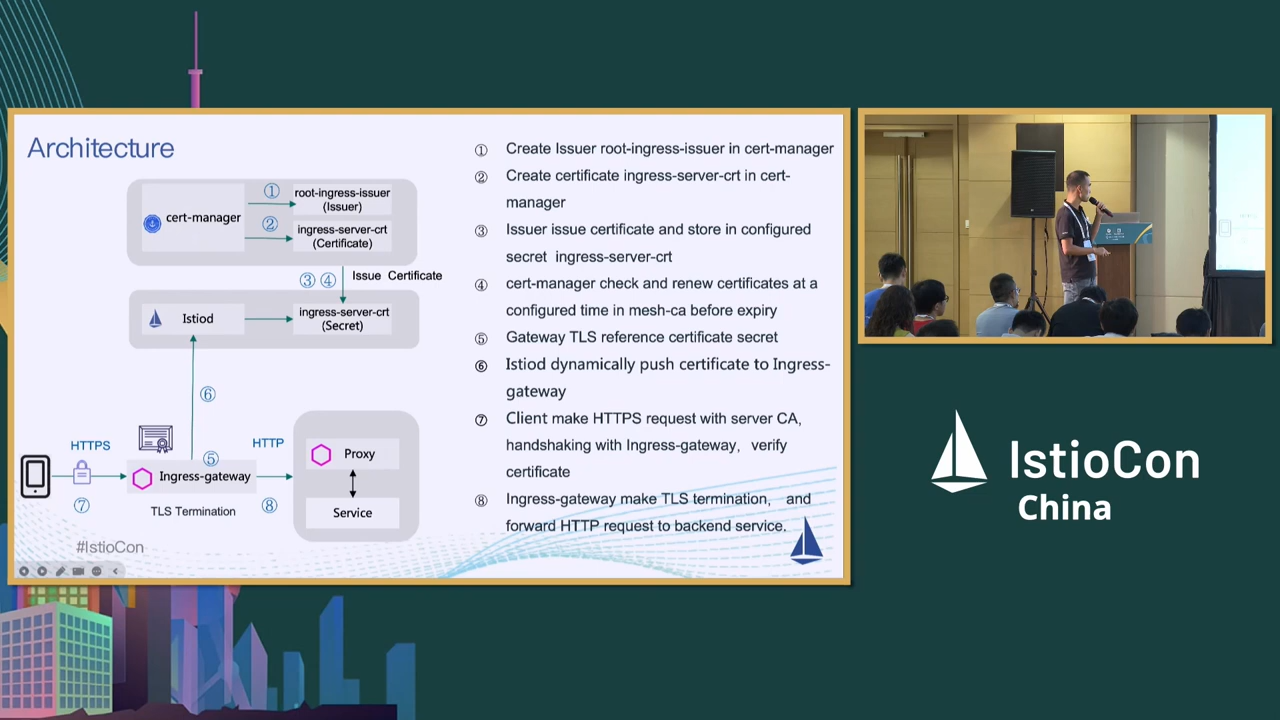 Architecture
cert-manager
①
root-ingress-issuer
(Issuer)
②
ingress-server-crt
(Certificate)
③ ④
Issue Certificate
Istiod
ingress-server-crt
(Secret)
⑥
HTTPS
⑦
⑤
Ingress-gateway
TLS Termination
HTTP
⑧
Proxy
Service
#IstioCon
① Create Issuer root-ingress-issuer in cert-manager
② Create certificate ingress-server-crt in cert-
manager
③ Issuer issue certificate and store in configured
secret ingress-server-crt
④ cert-manager check and renew certificates at a
configured time in mesh-ca before expiry
⑤ Gateway TLS reference certificate secret
⑥ Istiod dynamically push certificate to Ingress-
gateway
⑦ Client make HTTPS request with server CA,
handshaking with Ingress-gateway, verify
certificate
⑧ Ingress-gateway make TLS termination, and
forward HTTP request to backend service.
IstioCon
China